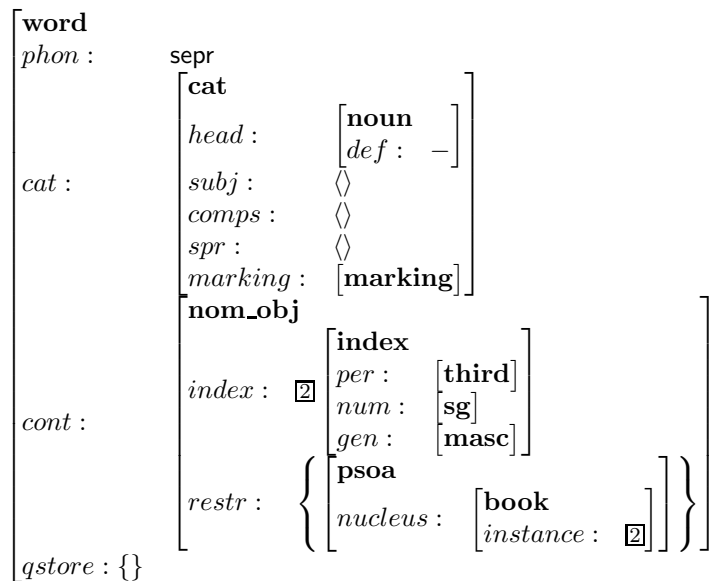 word
phon : sepr
cat
head : noun
def : −
cat : subj : ⟨⟩
comps : ⟨⟩
spr : ⟨⟩
marking : [marking]
nom_obj
index
per : [third]
index : 2 num : [sg]
cont : gen : [masc]
psoa
restr : { nucleus : book }
instance : 2
qstore : {}